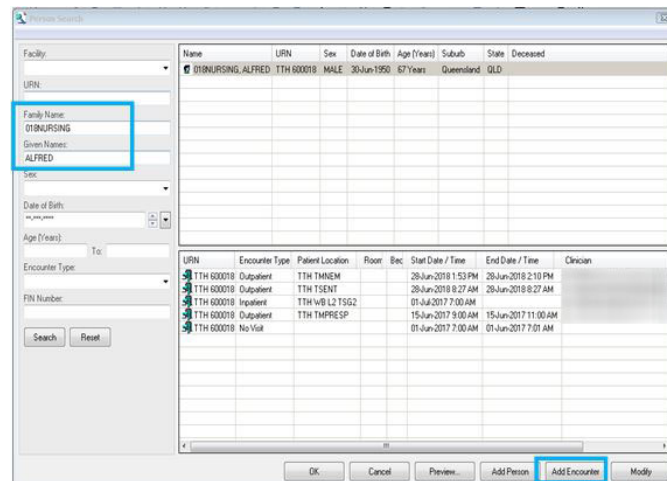 Person Search
Facility:
URN:
Family Name:
018NURSING
Given Names:
ALFRED
Sex:
Date of Birth:
**-***-****
Age (Years):
To:
Encounter Type:
FIN Number:
Search Reset
Name URN Sex Date of Birth Age (Years) Suburb State Deceased
018NURSING, ALFRED TTH 600018 MALE 30-Jun-1950 67 Years Queensland QLD
URN Encounter Type Patient Location Room Bed Start Date / Time End Date / Time Clinician
TTH 600018 Outpatient TTH TMNEM 28-Jun-2018 1:53 PM 28-Jun-2018 2:10 PM
TTH 600018 Outpatient TTH TSENT 28-Jun-2018 8:27 AM 28-Jun-2018 8:27 AM
TTH 600018 Inpatient TTH WB L2 TSG2 01-Jul-2017 7:00 AM
TTH 600018 Outpatient TTH TMPRESP 15-Jun-2017 9:00 AM 15-Jun-2017 11:00 AM
TTH 600018 No Visit 01-Jun-2017 7:00 AM 01-Jun-2017 7:01 AM
OK Cancel Preview... Add Person Add Encounter Modify